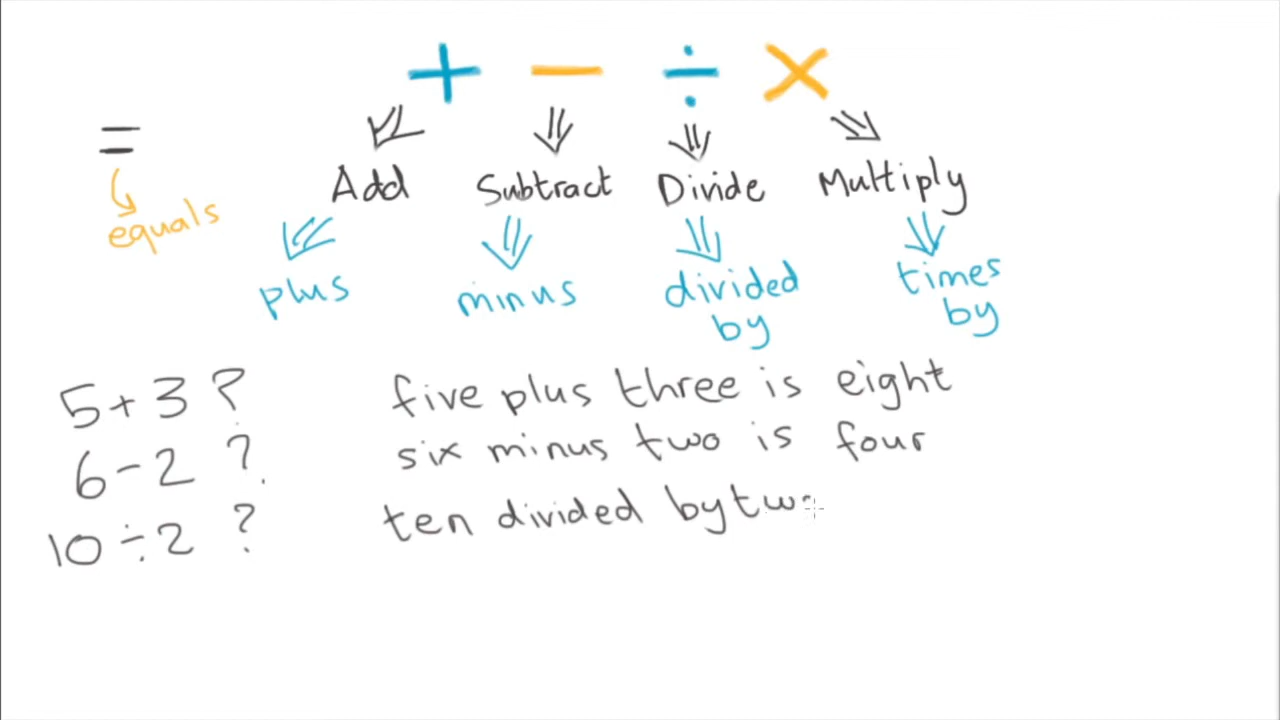 + − ÷ ×
=
Add Subtract Divide Multiply
equals
plus minus divided by times by
5+3 ? five plus three is eight
6-2 ? six minus two is four
10÷2 ? ten divided by two